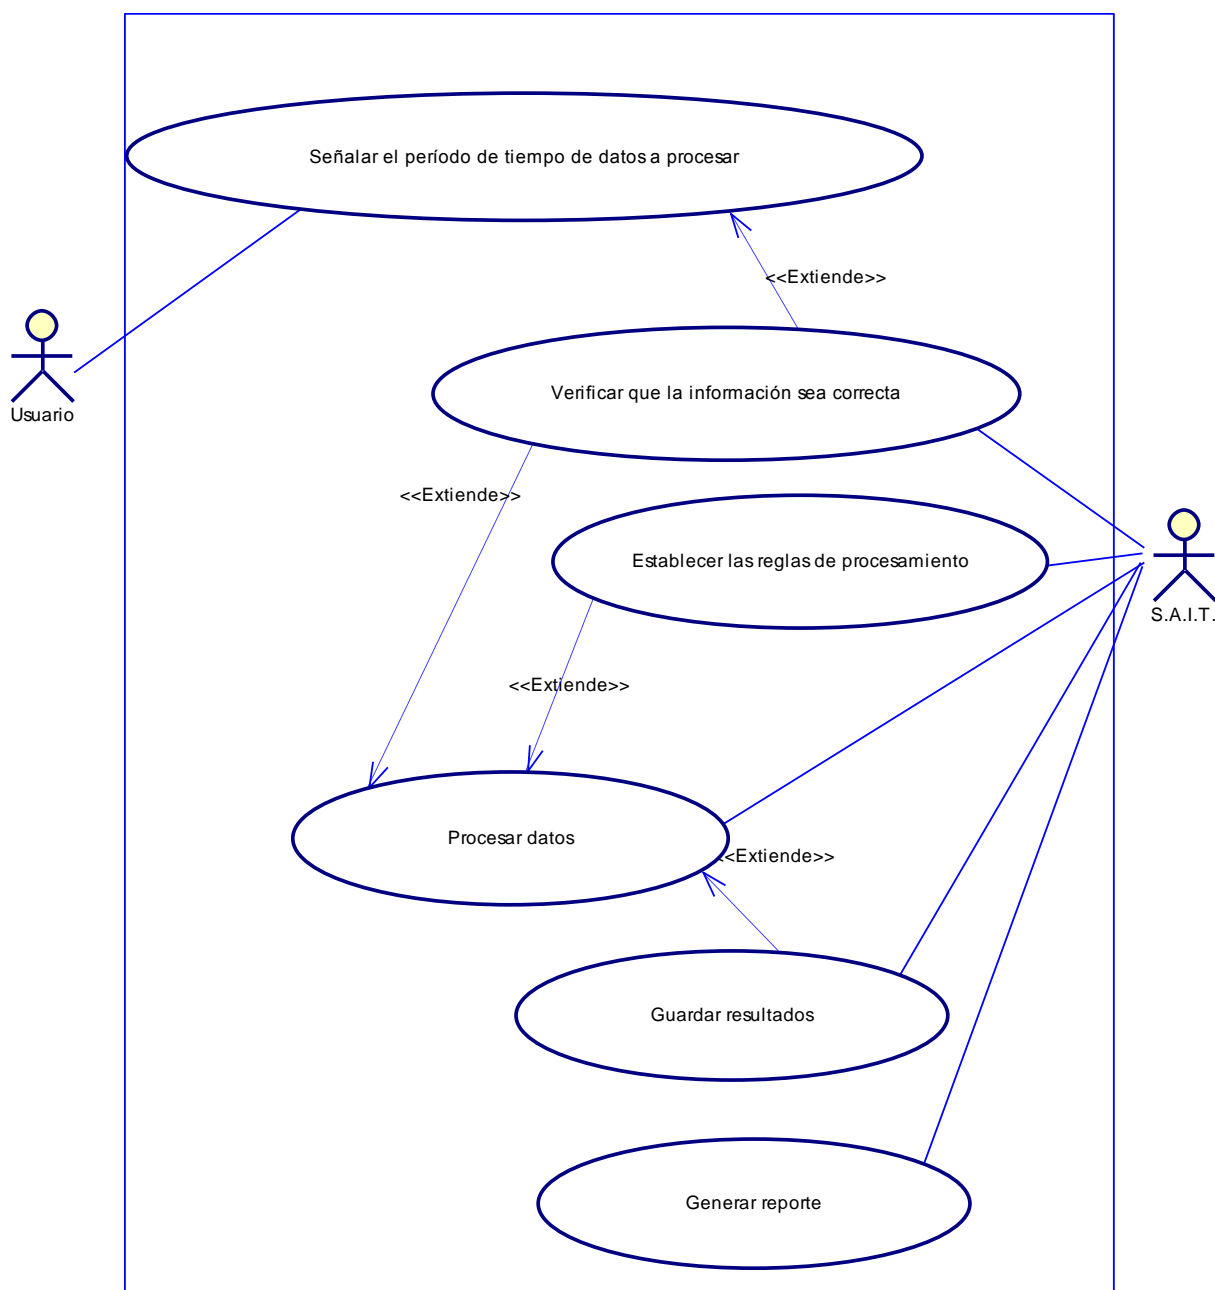 Señalar el período de tiempo de datos a procesar
<<Extiende>>
Verificar que la información sea correcta
Usuario
<<Extiende>>
Establecer las reglas de procesamiento
S.A.I.T.
<<Extiende>>
Procesar datos
<<Extiende>>
Guardar resultados
Generar reporte